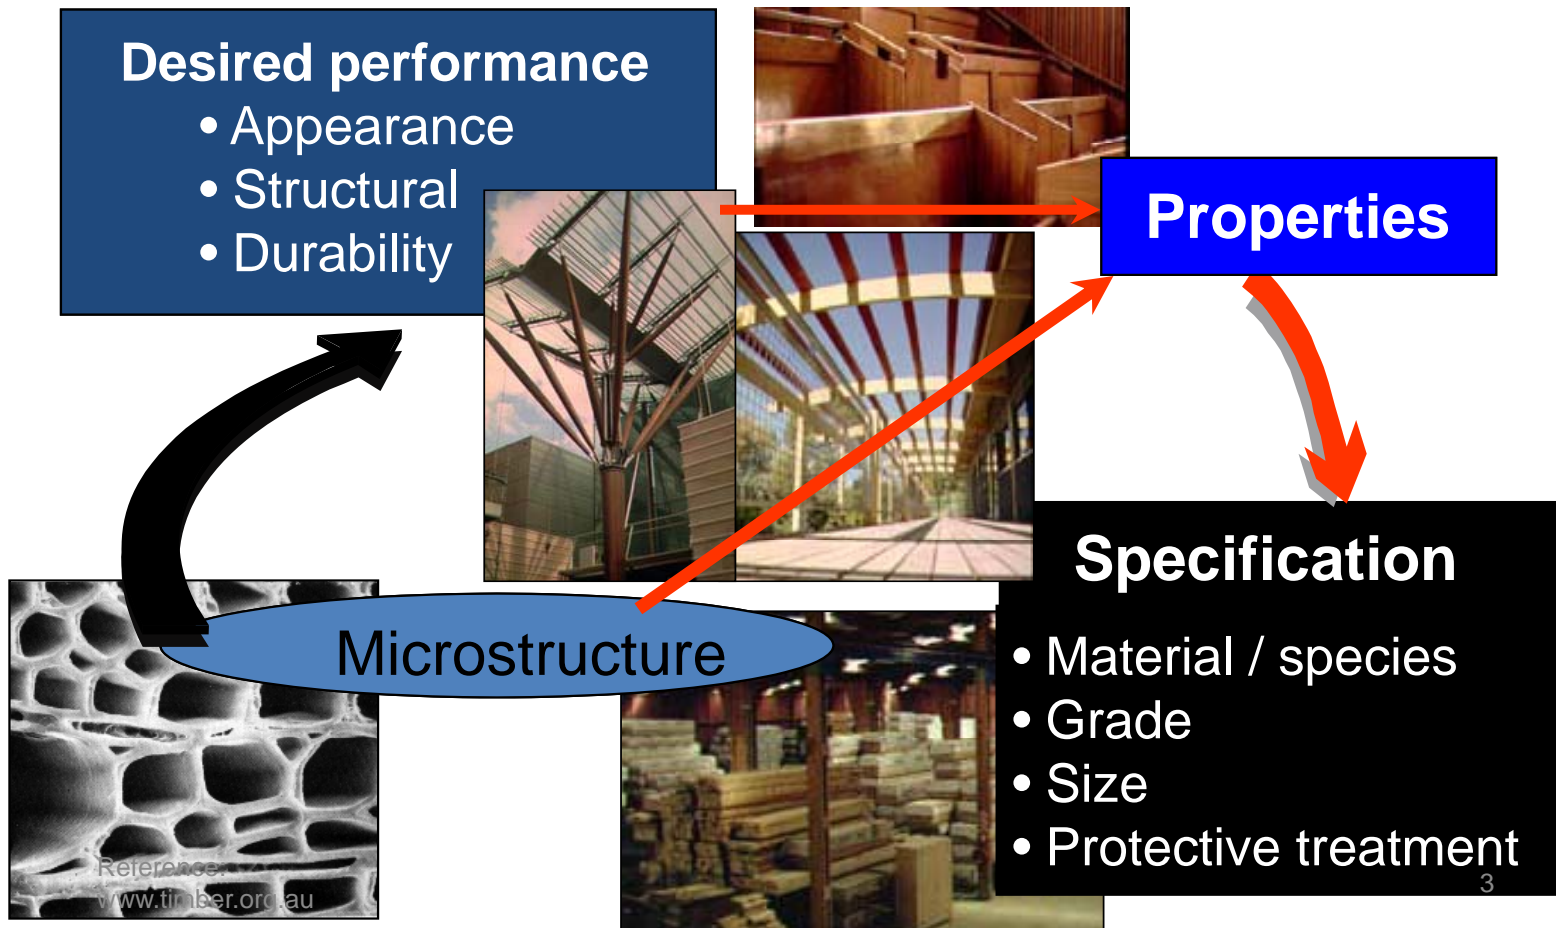 Desired performance
• Appearance
• Structural
• Durability
Properties
Microstructure
Specification
• Material / species
• Grade
• Size
• Protective treatment
Reference:
www.timber.org.au
3